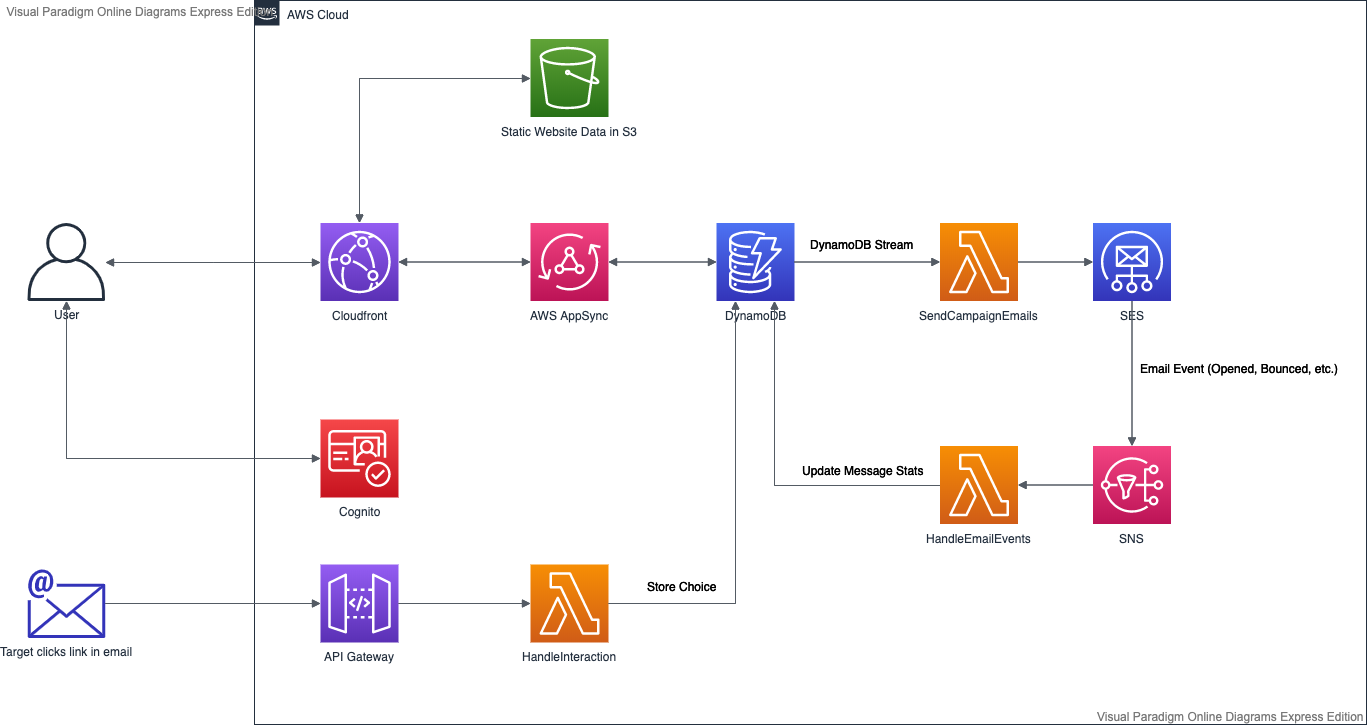 Visual Paradigm Online Diagrams Express Edition
aws
AWS Cloud
Static Website Data in S3
DynamoDB Stream
User
Cloudfront
AWS AppSync
DynamoDB
SendCampaignEmails
SES
Email Event (Opened, Bounced, etc.)
Update Message Stats
Cognito
HandleEmailEvents
SNS
@
</>
Store Choice
Target clicks link in email
API Gateway
HandleInteraction
Visual Paradigm Online Diagrams Express Edition